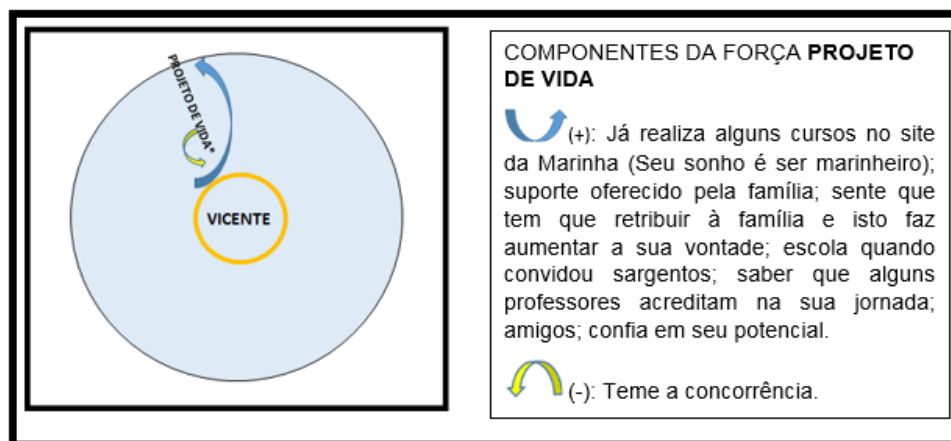 PROJETO DE VIDA*
VICENTE
COMPONENTES DA FORÇA PROJETO
DE VIDA
(+): Já realiza alguns cursos no site
da Marinha (Seu sonho é ser marinheiro);
suporte oferecido pela família; sente que
tem que retribuir à família e isto faz
aumentar a sua vontade; escola quando
convidou sargentos; saber que alguns
professores acreditam na sua jornada;
amigos; confia em seu potencial.
(-): Teme a concorrência.